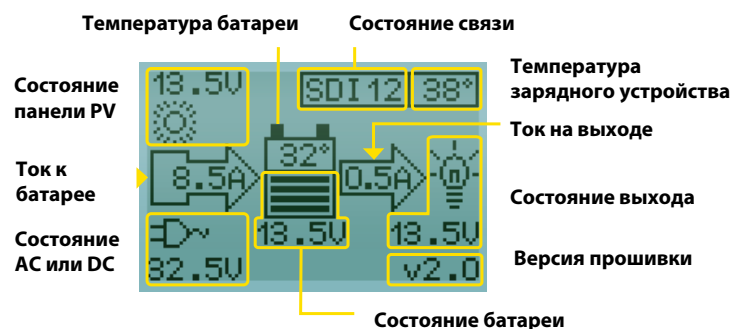 Температура батареи
Состояние связи
Состояние
панели PV
13.5V
SDI12
38°
Температура
зарядного устройства
Ток на выходе
Ток к
батарее
8.5A
32°
0.5A
Состояние выхода
Состояние
AC или DC
32.5V
13.5V
13.5V
v2.0
Версия прошивки
Состояние батареи